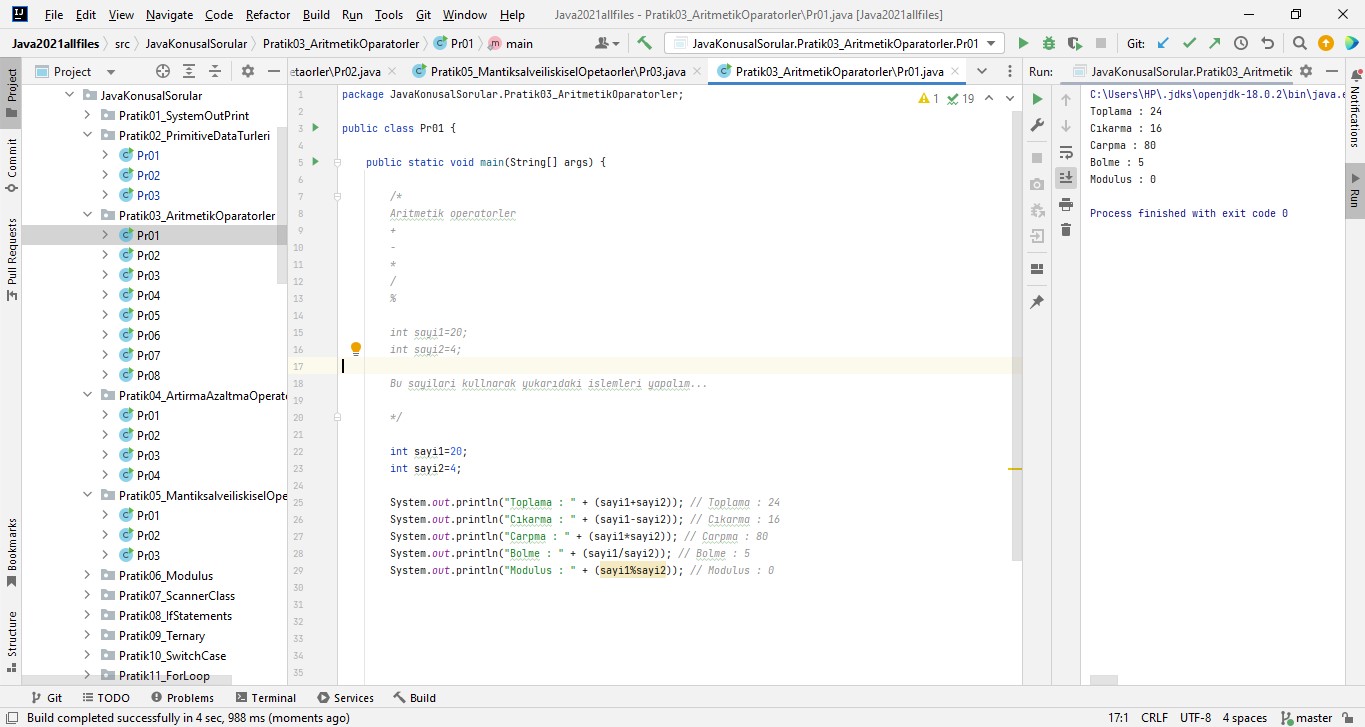 File Edit View Navigate Code Refactor Build Run Tools Git Window Help Java2021allfiles - Pratik03_AritmetikOparatorler\Pr01.java [Java2021allfiles]
Java2021allfiles src JavaKonusalSorular Pratik03_AritmetikOparatorler Pr01 main JavaKonusalSorular.Pratik03_AritmetikOparatorler.Pr01 Git:
Project etaorler\Pr02.java Pratik05_MantiksalveiliskiselOpetaorler\Pr03.java Pratik03_AritmetikOparatorler\Pr01.java Run: JavaKonusalSorular.Pratik03_Aritmetik
Project
Commit
Pull Requests
Bookmarks
Structure
JavaKonusalSorular
Pratik01_SystemOutPrint
Pratik02_PrimitiveDataTurleri
Pr01
Pr02
Pr03
Pratik03_AritmetikOparatorler
Pr01
Pr02
Pr03
Pr04
Pr05
Pr06
Pr07
Pr08
Pratik04_ArtirmaAzaltmaOperat
Pr01
Pr02
Pr03
Pr04
Pratik05_MantiksalveiliskiselOpe
Pr01
Pr02
Pr03
Pratik06_Modulus
Pratik07_ScannerClass
Pratik08_IfStatements
Pratik09_Ternary
Pratik10_SwitchCase
Pratik11_ForLoop
1 package JavaKonusalSorular.Pratik03_AritmetikOparatorler;
2
3 public class Pr01 {
4
5 public static void main(String[] args) {
6
7 /*
8 Aritmetik operatorler
9 +
10 -
11 *
12 /
13 %
14
15 int sayi1=20;
16 int sayi2=4;
17
18 Bu sayilari kullnarak yukarıdaki islemleri yapalım...
19
20 */
21
22 int sayi1=20;
23 int sayi2=4;
24
25 System.out.println("Toplama : " + (sayi1+sayi2)); // Toplama : 24
26 System.out.println("Cıkarma : " + (sayi1-sayi2)); // Cıkarma : 16
27 System.out.println("Carpma : " + (sayi1*sayi2)); // Carpma : 80
28 System.out.println("Bolme : " + (sayi1/sayi2)); // Bolme : 5
29 System.out.println("Modulus : " + (sayi1%sayi2)); // Modulus : 0
30
31
32
33
34
35
1 19
C:\Users\HP\.jdks\openjdk-18.0.2\bin\java.e
Toplama : 24
Cıkarma : 16
Carpma : 80
Bolme : 5
Modulus : 0
Process finished with exit code 0
Notifications
Run
Git TODO Problems Terminal Services Build
Build completed successfully in 4 sec, 988 ms (moments ago) 17:1 CRLF UTF-8 4 spaces master